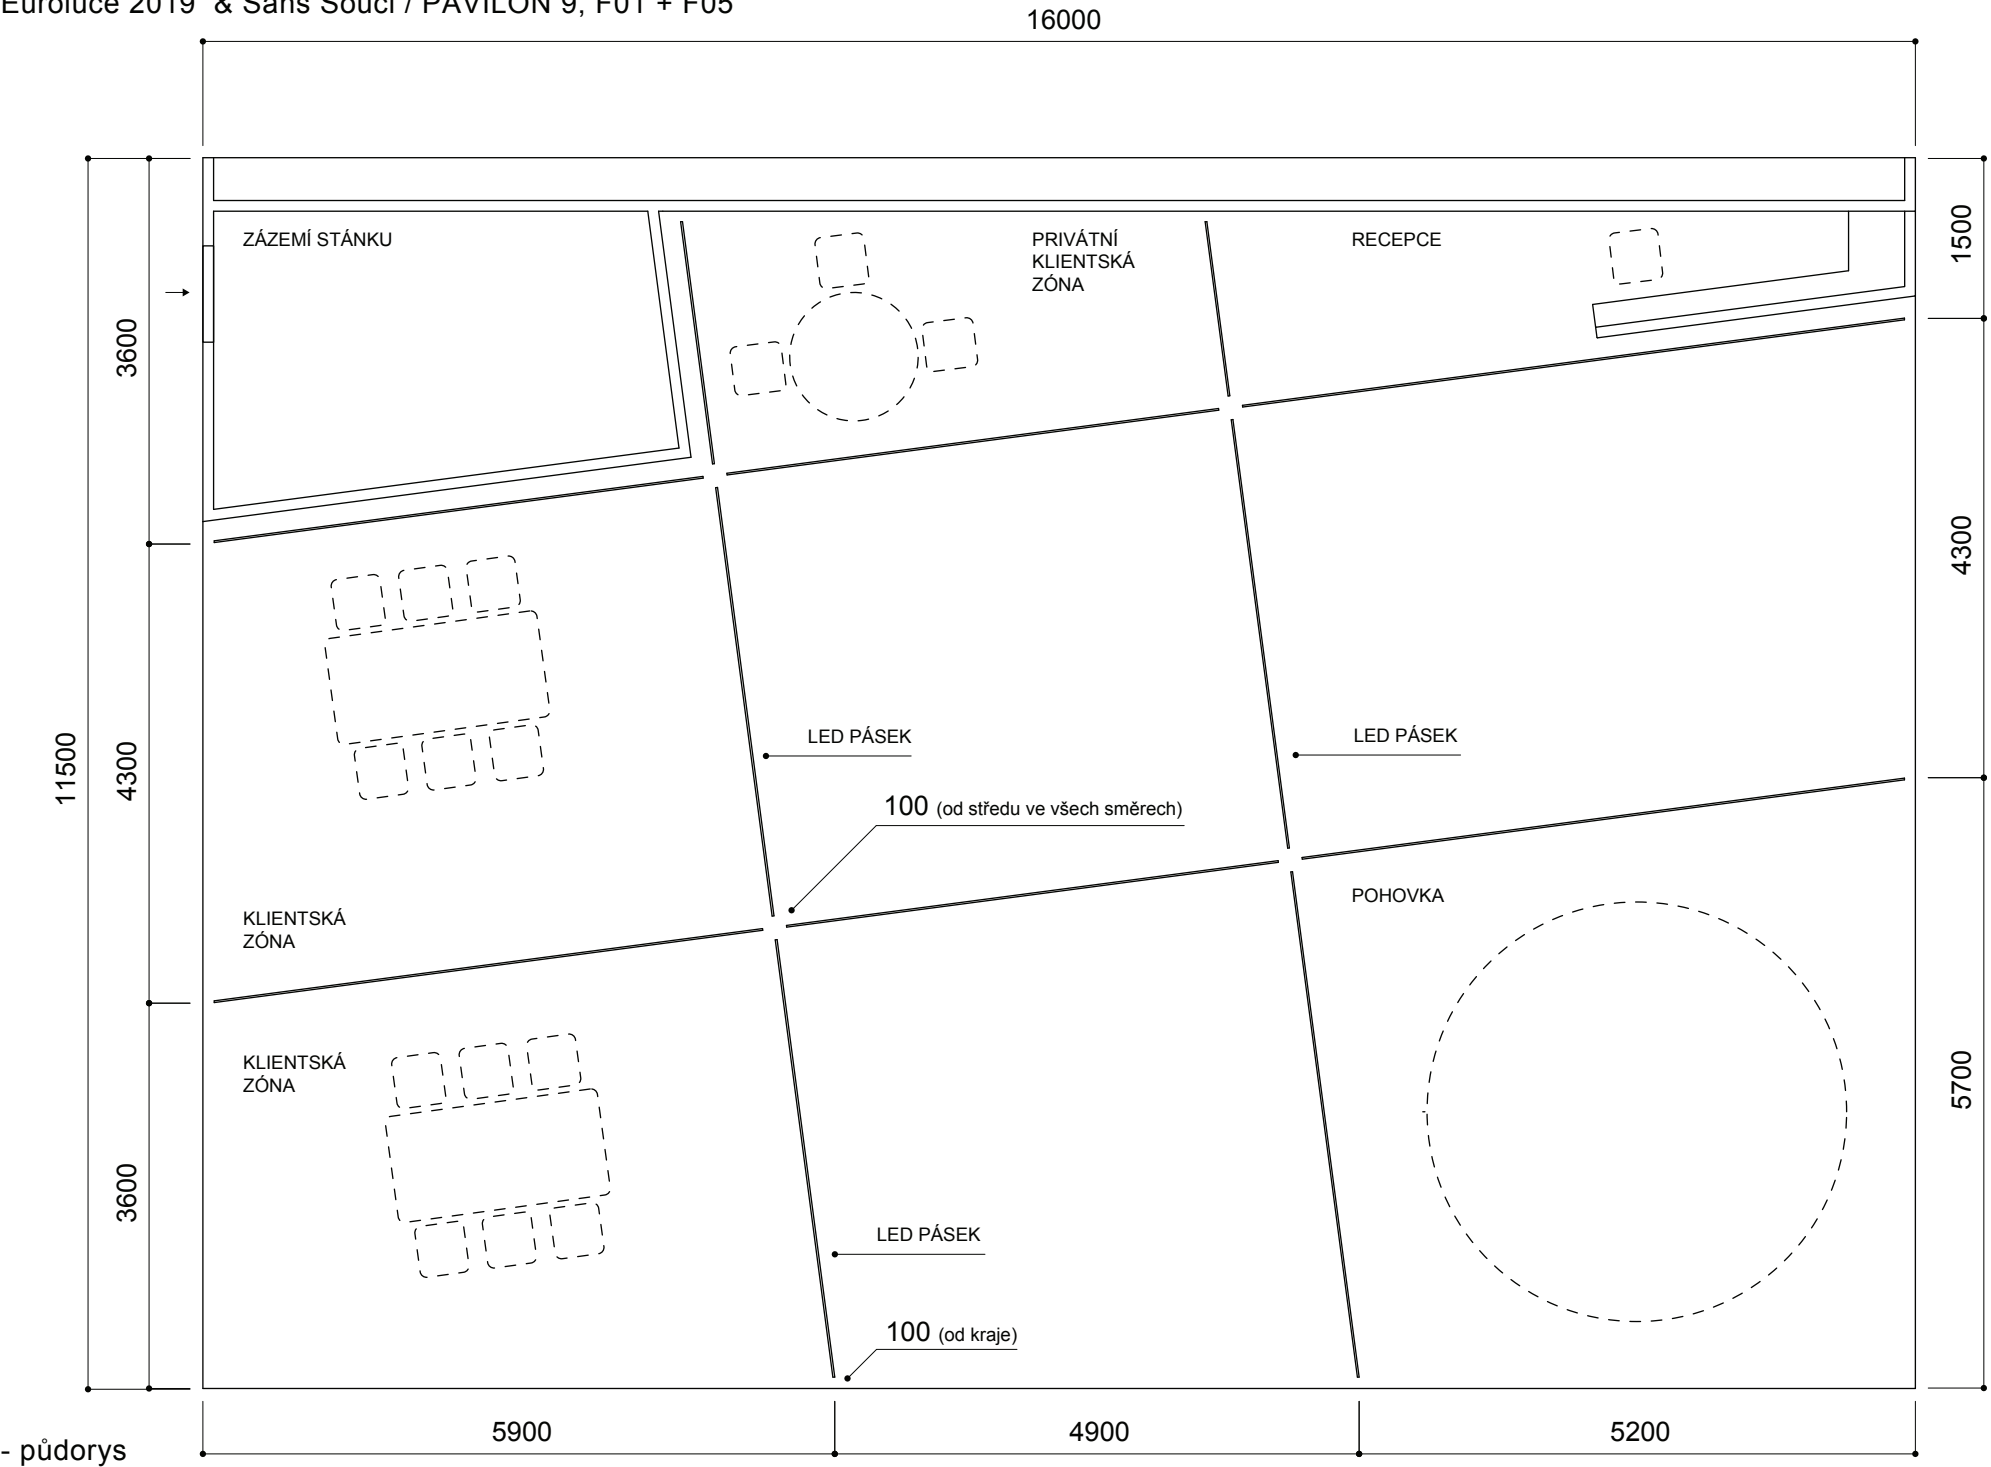 Euroluce 2019 & Sans Souci / PAVILON 9, F01 + F05
16000
ZÁZEMÍ STÁNKU
PRIVÁTNÍ
KLIENTSKÁ
ZÓNA
RECEPCE
1500
3600
4300
LED PÁSEK
LED PÁSEK
11500
4300
100 (od středu ve všech směrech)
POHOVKA
KLIENTSKÁ
ZÓNA
KLIENTSKÁ
ZÓNA
5700
3600
LED PÁSEK
100 (od kraje)
5900
4900
5200
- půdorys